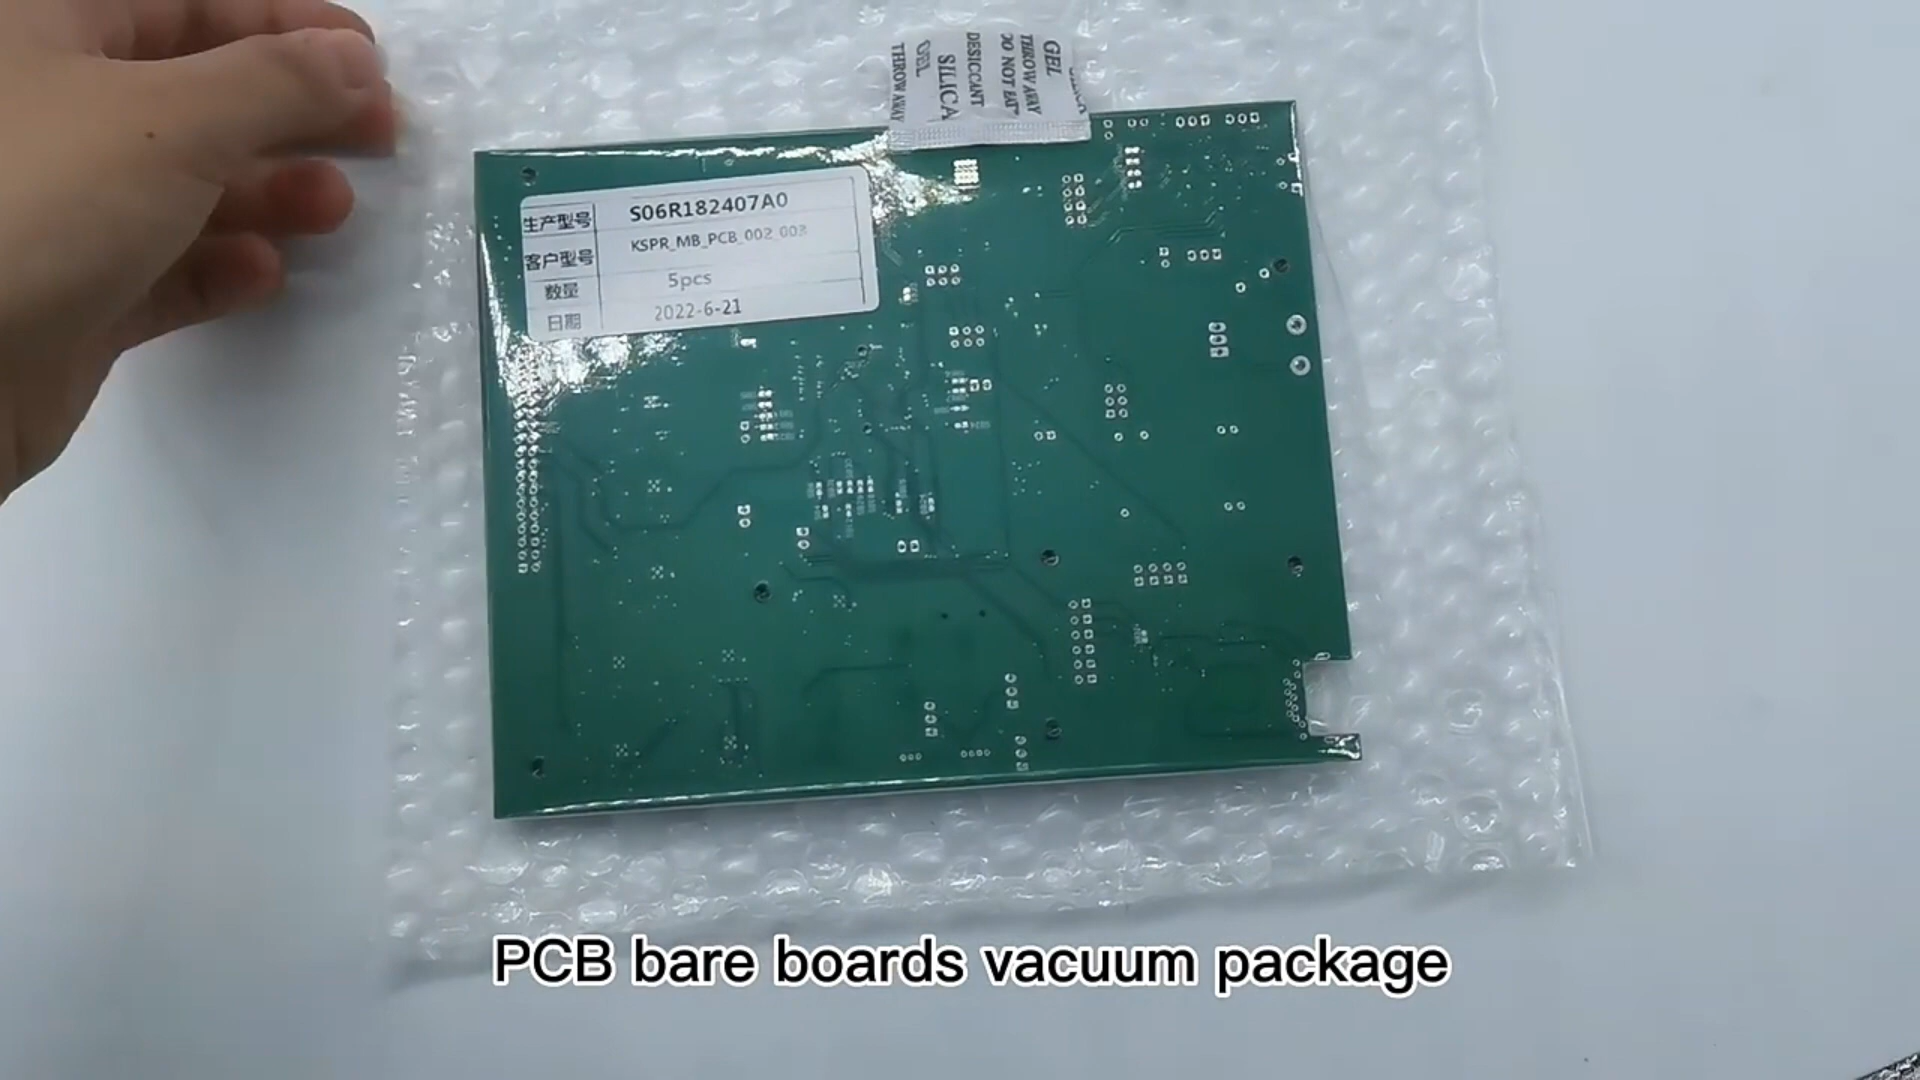 THROW AWAY
GEL
SILICA
DESICCANT
DO NOT EAT
THROW AWAY
GEL
生产型号 S06R182407A0
客户型号 KSPR_MB_PCB_002_003
数量 5pcs
日期 2022-6-21
PCB bare boards vacuum package